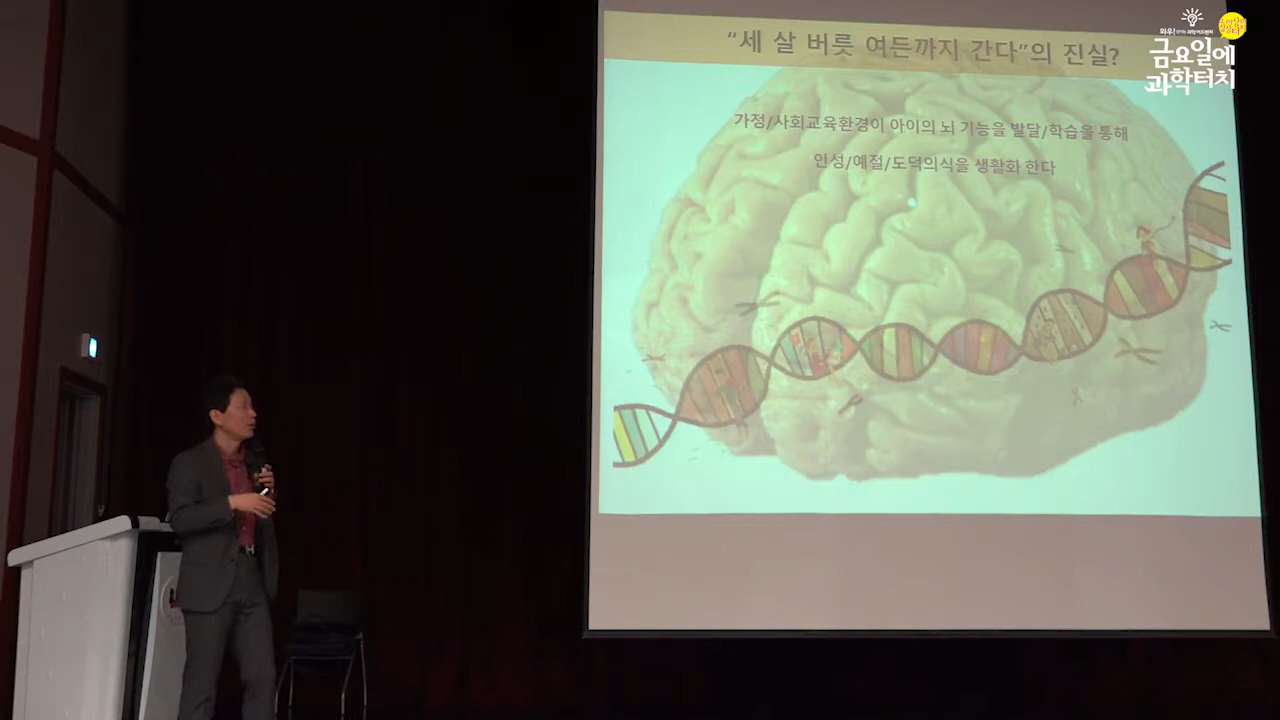 "세 살 버릇 여든까지 간다"의 진실?
가정/사회교육환경이 아이의 뇌 기능을 발달/학습을 통해
인성/예절/도덕의식을 생활화 한다
금요일에
과학터치